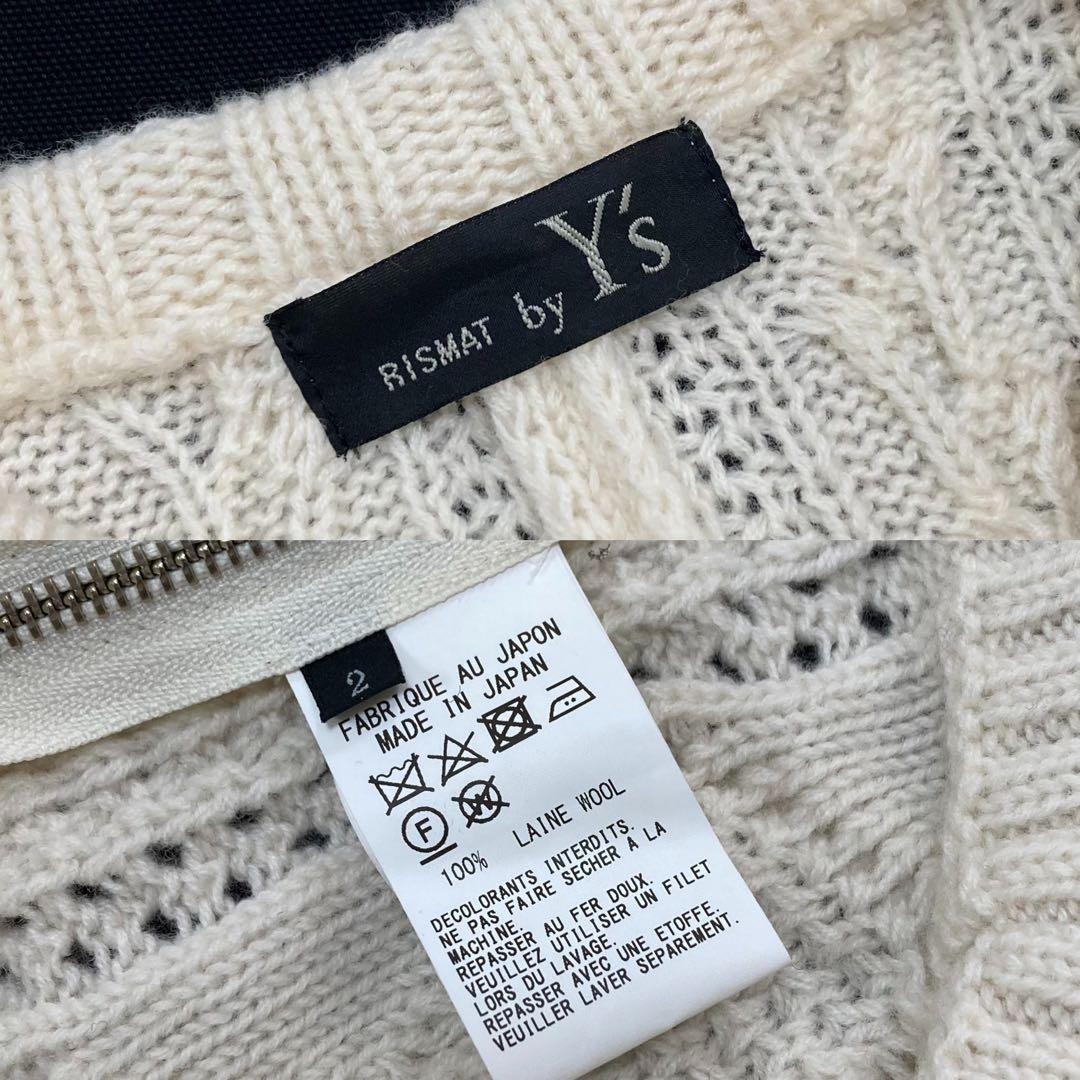 RISMAT by Y's
2
FABRIQUE AU JAPON
MADE IN JAPAN
F W
100% LAINE WOOL
DECOLORANTS INTERDITS.
NE PAS FAIRE SECHER À LA
MACHINE.
REPASSER AU FER DOUX
VEUILLEZ UTILISER UN FILET
LORS DU LAVAGE.
REPASSER AVEC UNE ETOFFE.
VEUILLER LAVER SEPAREMENT.